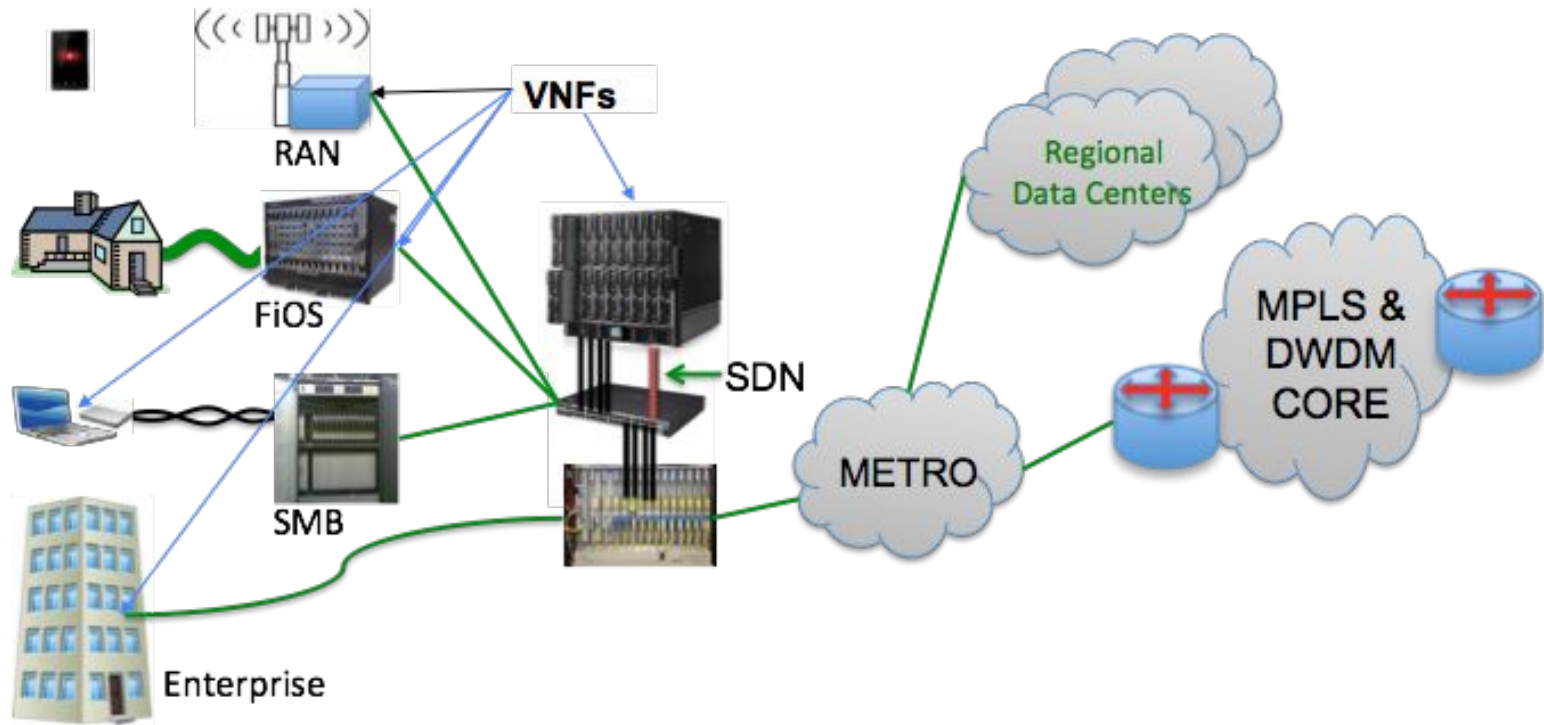 VNFs
RAN
Regional
Data Centers
FiOS
MPLS &
DWDM
CORE
SDN
METRO
SMB
Enterprise